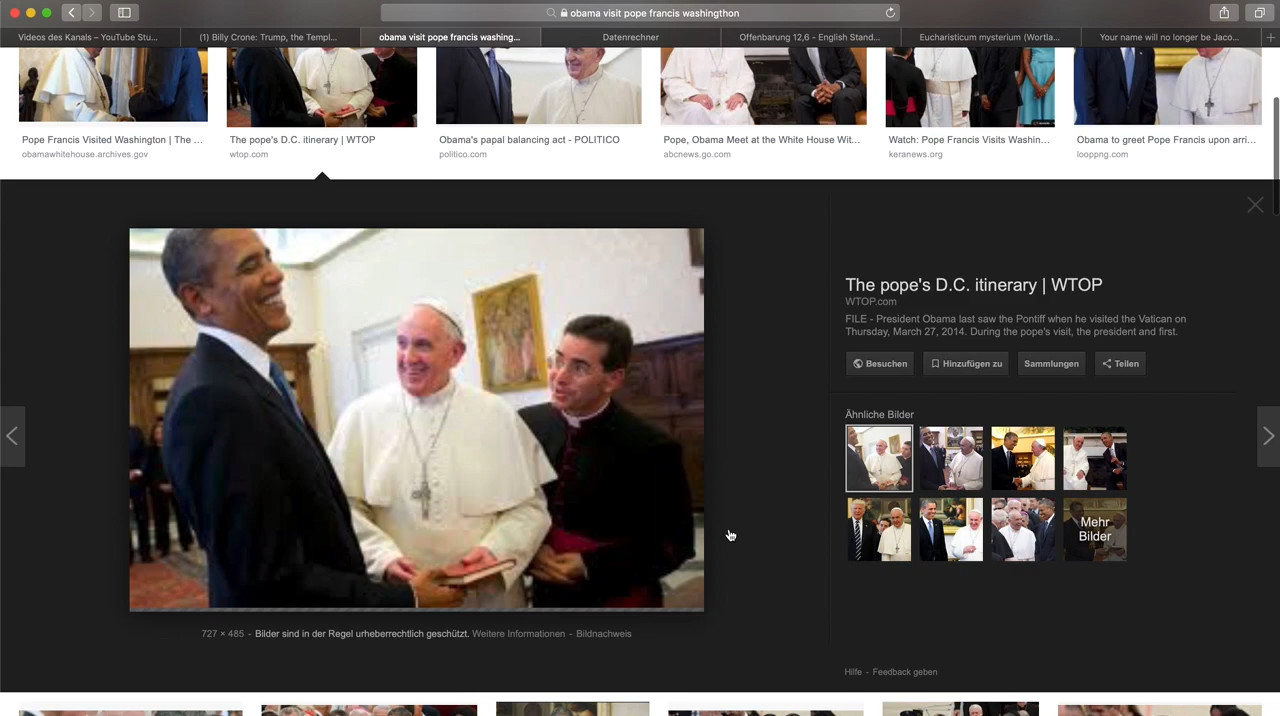 obama visit pope francis washingthon
Videos des Kanals – YouTube Stu...
(1) Billy Crone: Trump, the Templ...
obama visit pope francis washing...
Datenrechner
Offenbarung 12,6 - English Stand...
Eucharisticum mysterium (Wortla...
Your name will no longer be Jaco...
Pope Francis Visited Washington | The ...
obamawhitehouse.archives.gov
The pope's D.C. itinerary | WTOP
wtop.com
Obama's papal balancing act - POLITICO
politico.com
Pope, Obama Meet at the White House Wit...
abcnews.go.com
Watch: Pope Francis Visits Washin...
keranews.org
Obama to greet Pope Francis upon arri...
looppng.com
The pope's D.C. itinerary | WTOP
WTOP.com
FILE - President Obama last saw the Pontiff when he visited the Vatican on
Thursday, March 27, 2014. During the pope's visit, the president and first.
Besuchen
Hinzufügen zu
Sammlungen
Teilen
Ähnliche Bilder
Mehr
Bilder
727 × 485 - Bilder sind in der Regel urheberrechtlich geschützt. Weitere Informationen - Bildnachweis
Hilfe - Feedback geben